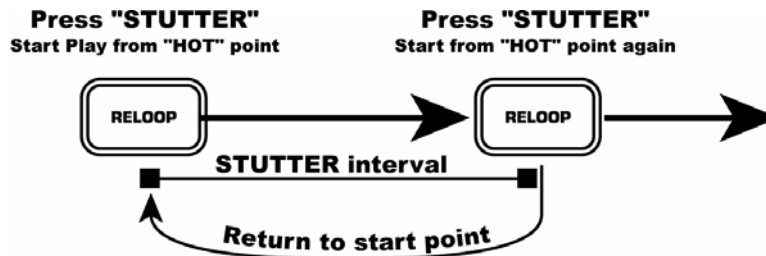 Press "STUTTER"
Start Play from "HOT" point
Press "STUTTER"
Start from "HOT" point again
RELOOP
RELOOP
STUTTER interval
Return to start point